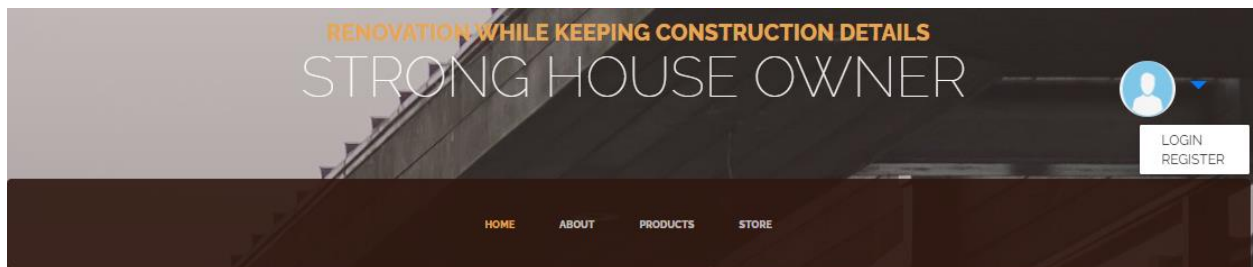 RENOVATION WHILE KEEPING CONSTRUCTION DETAILS
STRONG HOUSE OWNER
LOGIN
REGISTER
HOME ABOUT PRODUCTS STORE